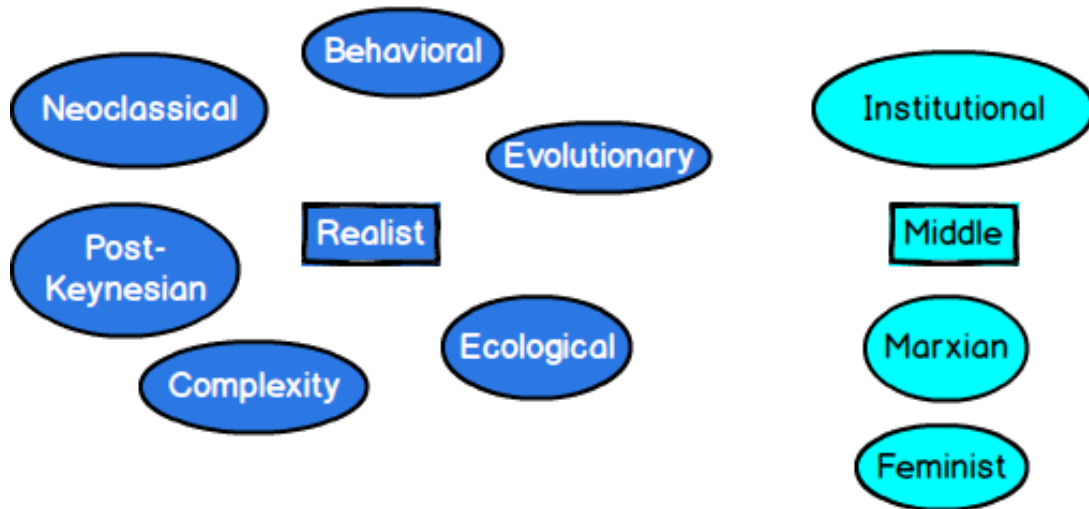 Behavioral
Neoclassical
Evolutionary
Realist
Post-
Keynesian
Ecological
Complexity
Institutional
Middle
Marxian
Feminist